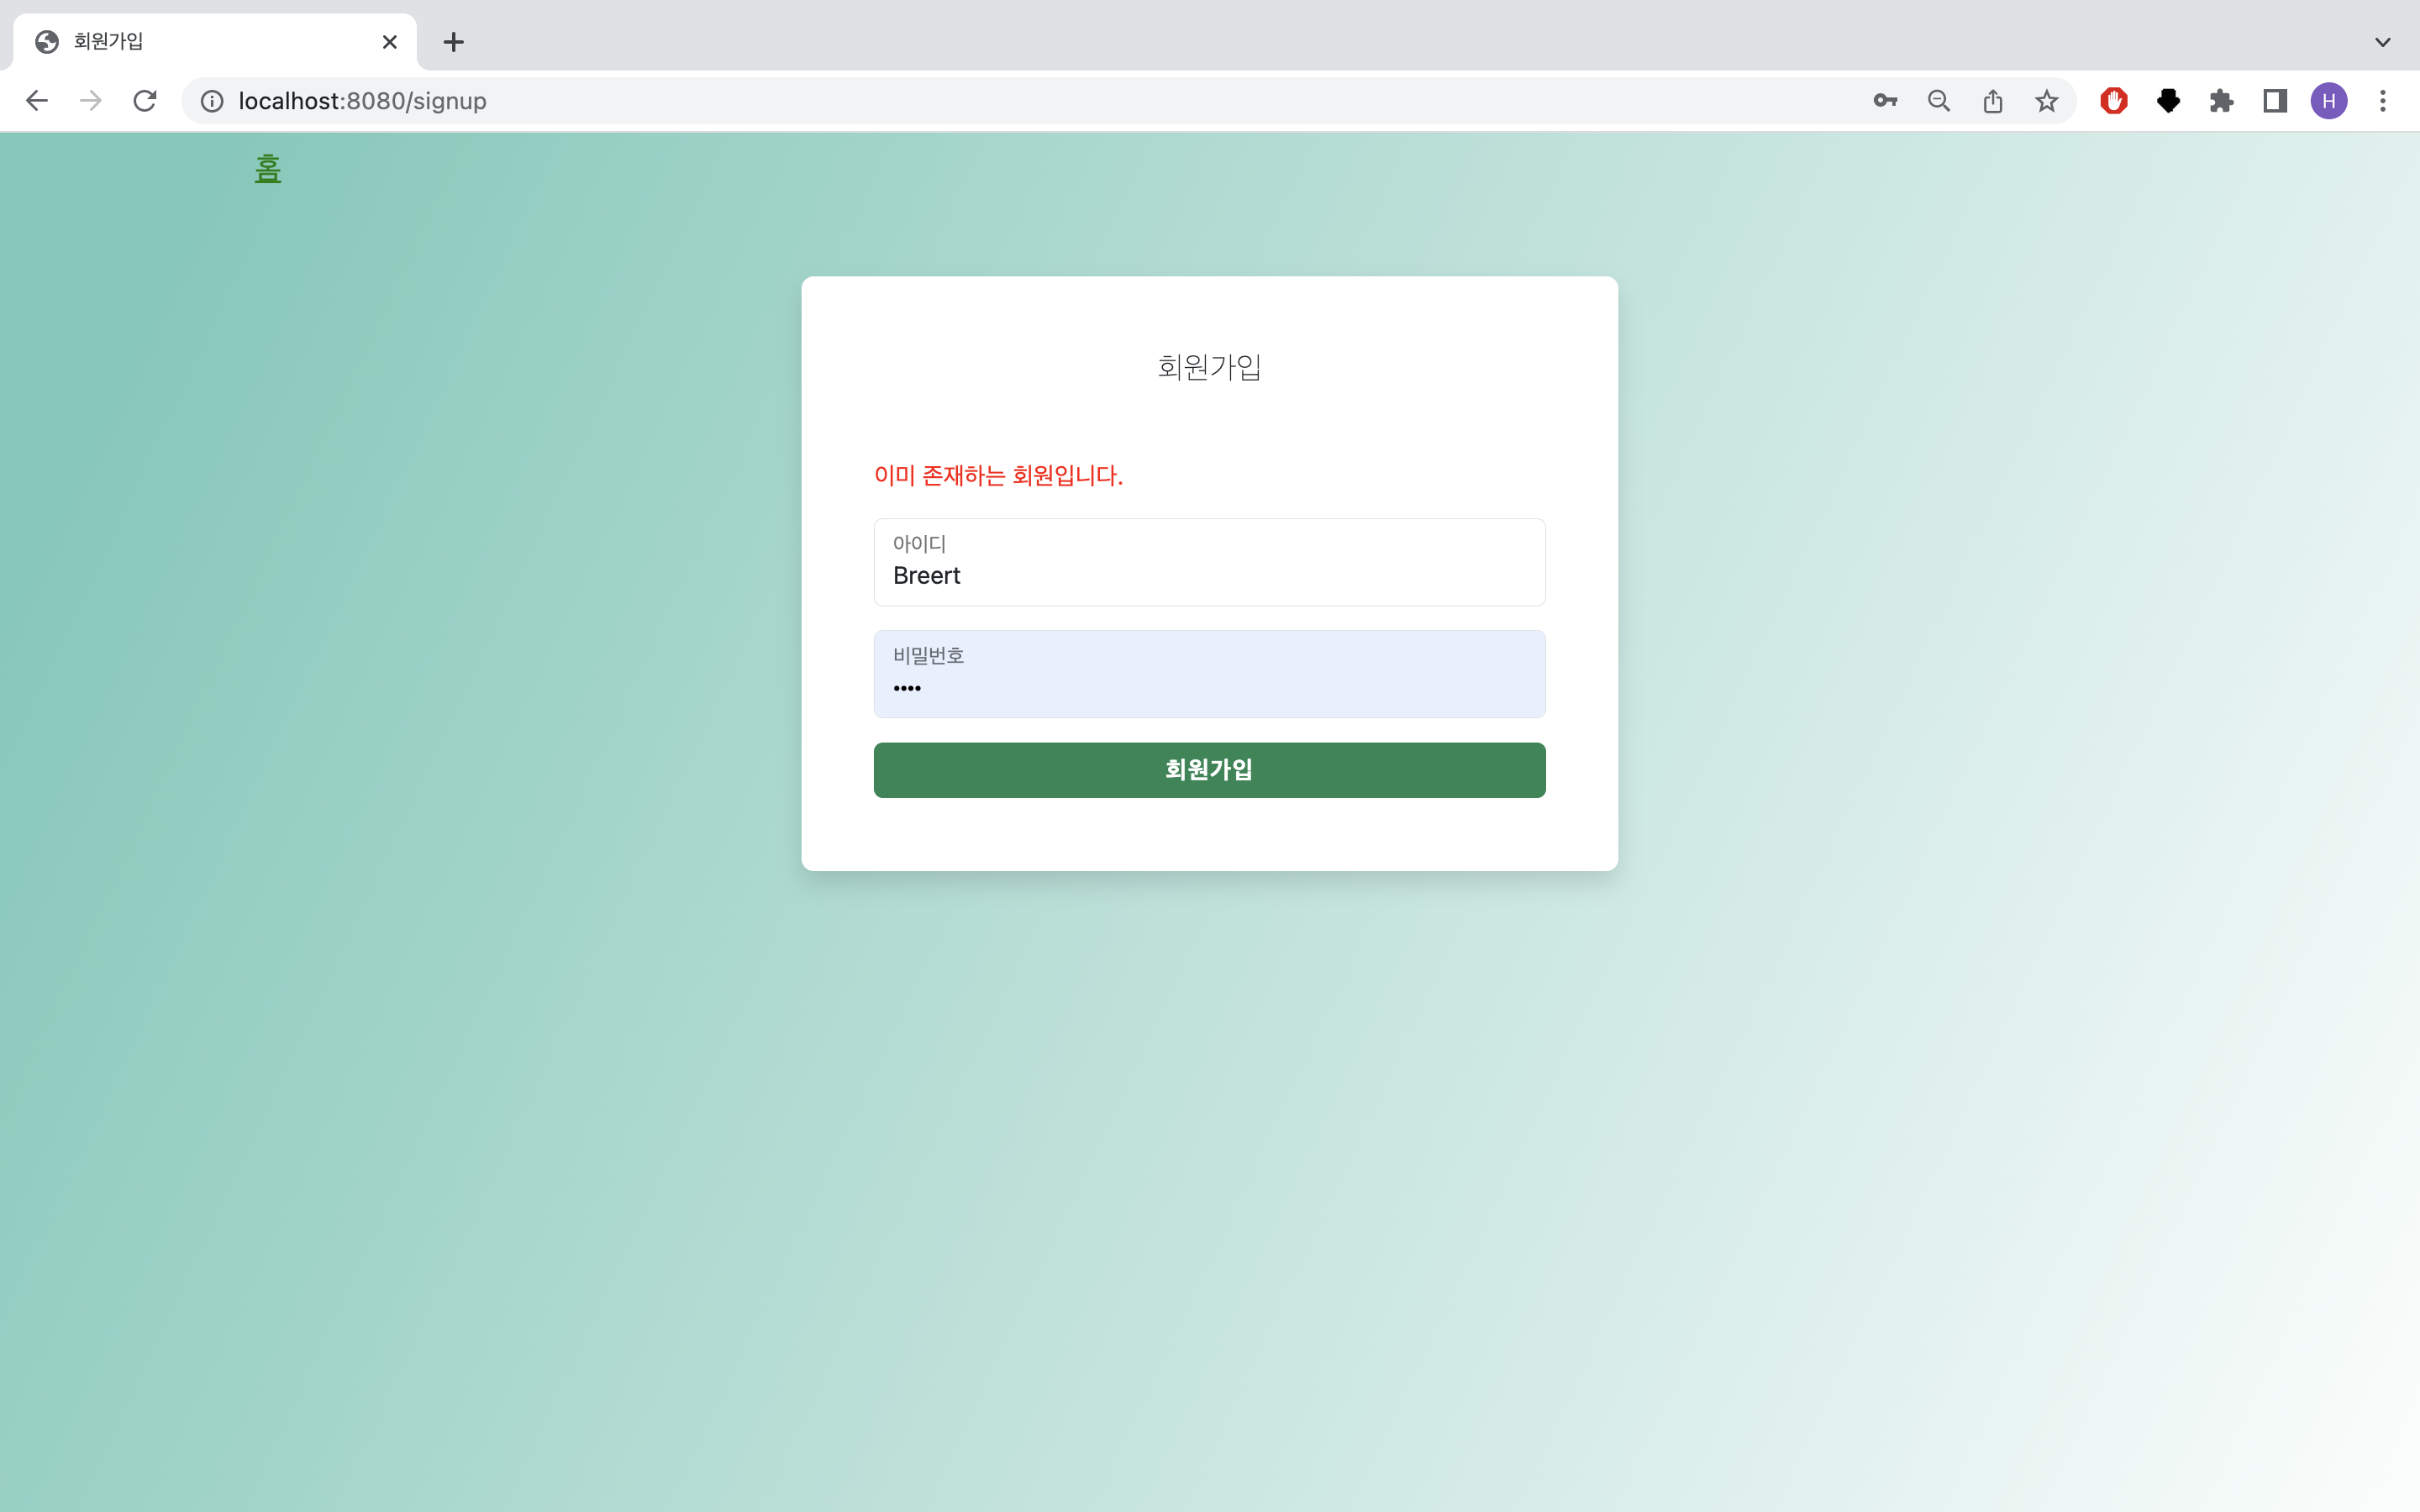 회원가입
localhost:8080/signup
H
홈
회원가입
이미 존재하는 회원입니다.
아이디
Breert
비밀번호
••••
회원가입